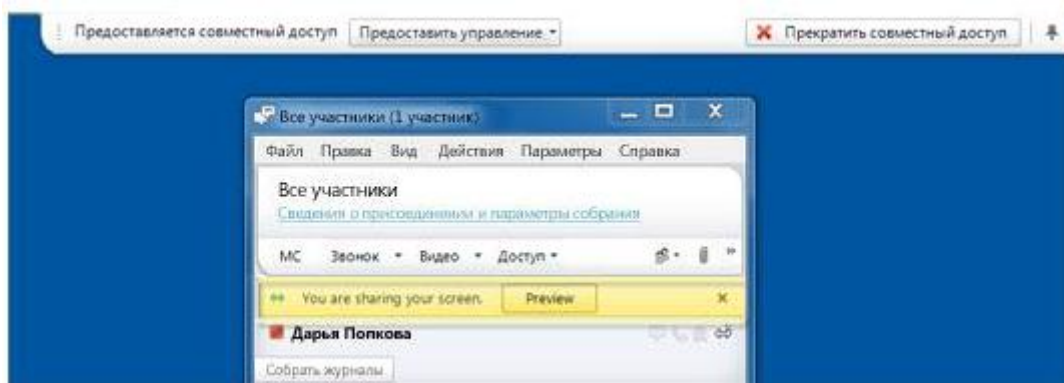 Предоставляется совместный доступ Предоставить управление Прекратить совместный доступ
Все участники (1 участник)
Файл Правка Вид Действия Параметры Справка
Все участники
Сведения о присоединении и параметры собрания
МС Звонок Видео Доступ
You are sharing your screen. Preview
Дарья Попкова
Собрать журналы